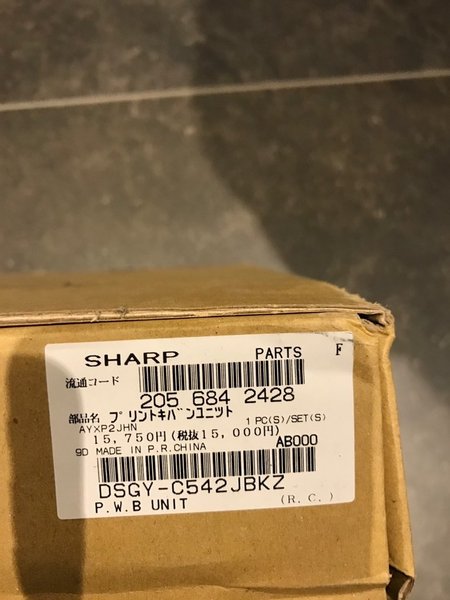 SHARP PARTS F
流通コード
205 684 2428
部品名 プリントキバンユニット
AYXP2JHN 1 PC(S)/SET(S)
15,750円(税抜15,000円)
9D MADE IN P.R.CHINA AB000
DSGY-C542JBKZ
P.W.B UNIT (R.C.)